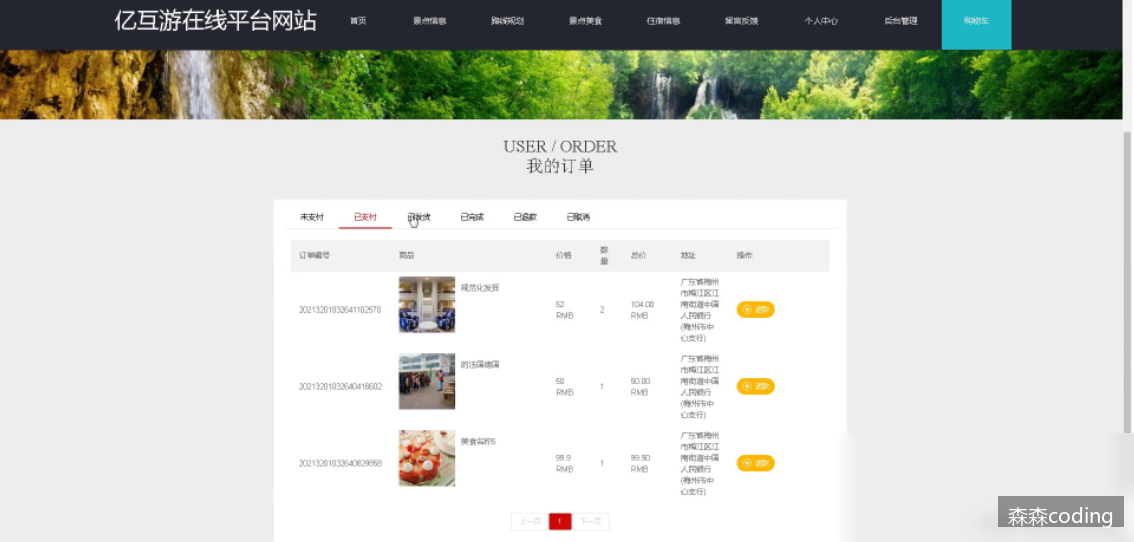 亿互游在线平台网站
首页
景点信息
路线规划
景点美食
住宿信息
留言反馈
个人中心
后台管理
购物车
USER / ORDER
我的订单
未支付
已支付
已发货
已完成
已退款
已取消
订单编号
商品
价格
数
量
总价
地址
操作
规范化发挥
52
RMB
2
104.00
RMB
广东省梅州
市梅江区江
南街道中国
人民银行
(梅州市中
心支行)
退款
的法国德国
1
90.00
RMB
广东省梅州
市梅江区江
南街道中国
人民银行
(梅州市中
心支行)
退款
美食名称5
99.9
RMB
1
99.90
RMB
广东省梅州
市梅江区江
南街道中国
人民银行
(梅州市中
心支行)
退款
上一页
1
下一页
森森coding